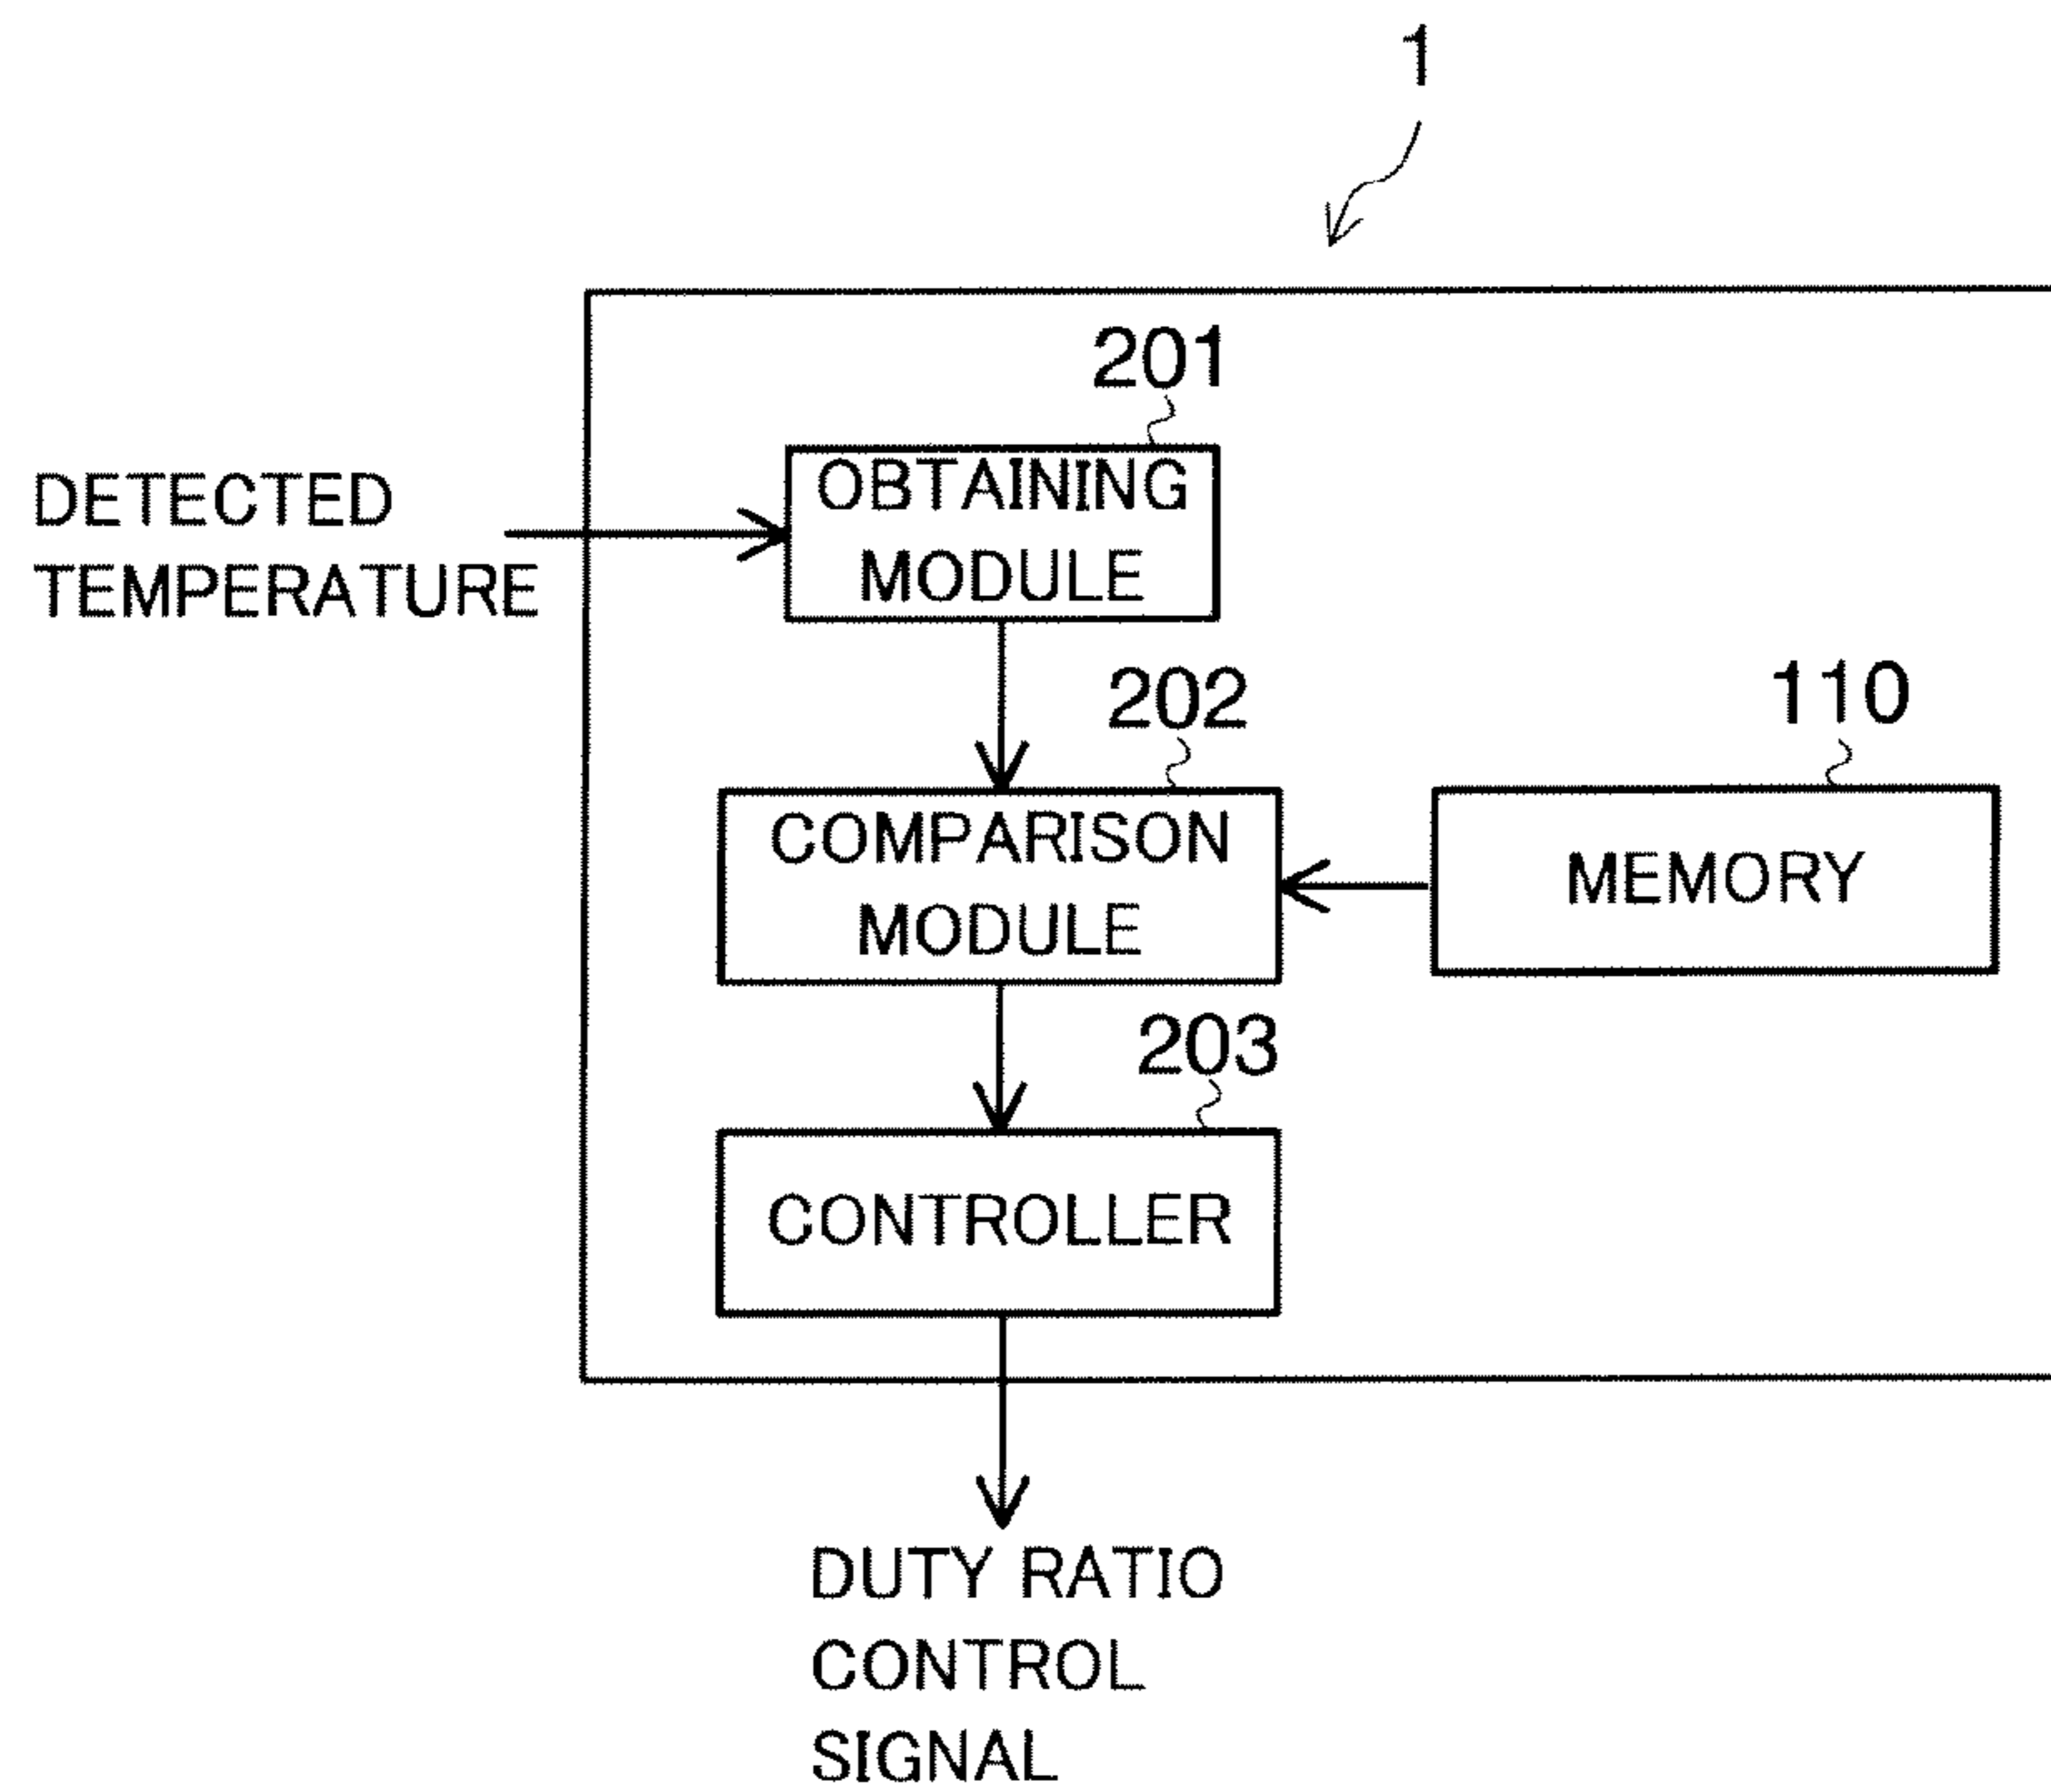 1
201
DETECTED
TEMPERATURE
OBTAINING
MODULE
202
110
COMPARISON
MODULE
MEMORY
203
CONTROLLER
DUTY RATIO
CONTROL
SIGNAL